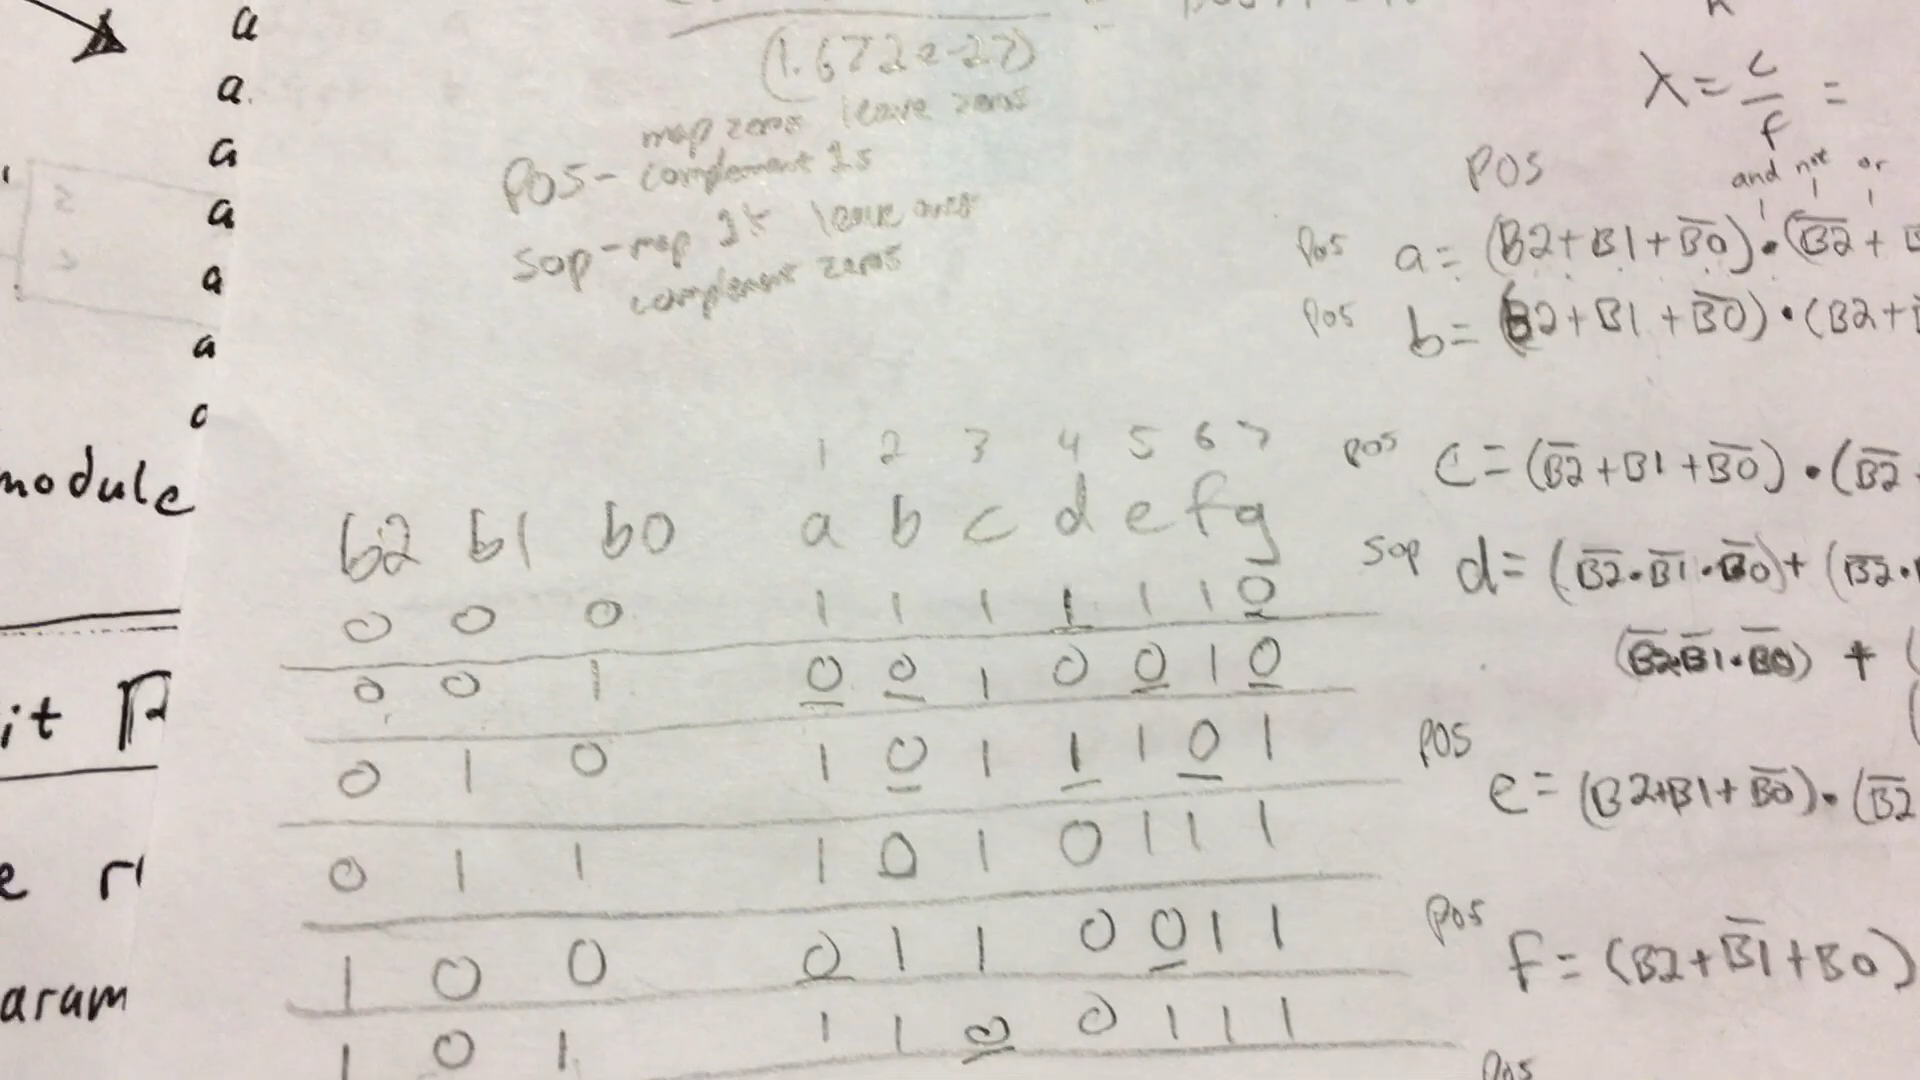 a
a
a
a
a
a
module
it
aram
(1.672e-27)
map zeros leave zeros
POS - complement 1s
SOP - map 1s leave ones
complement zeros
λ = c/f =
POS
and not or
POS a = (B2+B1+B̅0̅)•(B̅2̅+
POS b = (B2+B1+B̅0̅)•(B2+
POS C = (B̅2̅+B1+B̅0̅)•(B̅2̅
SOP d = (B̅2̅•B̅1̅•B̅0̅)+(B̅2̅•
(B̅2̅•B̅1̅•B̅0̅) + (
POS e = (B2+B1+B̅0̅)•(B̅2̅
POS f = (B2+B̅1̅+B0)
POS
1 2 3 4 5 6 7
b2 b1 b0 a b c d e f g
0 0 0 1 1 1 1 1 1 0
0 0 1 0 0 1 0 0 1 0
0 1 0 1 0 1 1 1 0 1
0 1 1 1 0 1 0 1 1 1
1 0 0 0 1 1 0 0 1 1
1 0 1 1 1 0 0 1 1 1